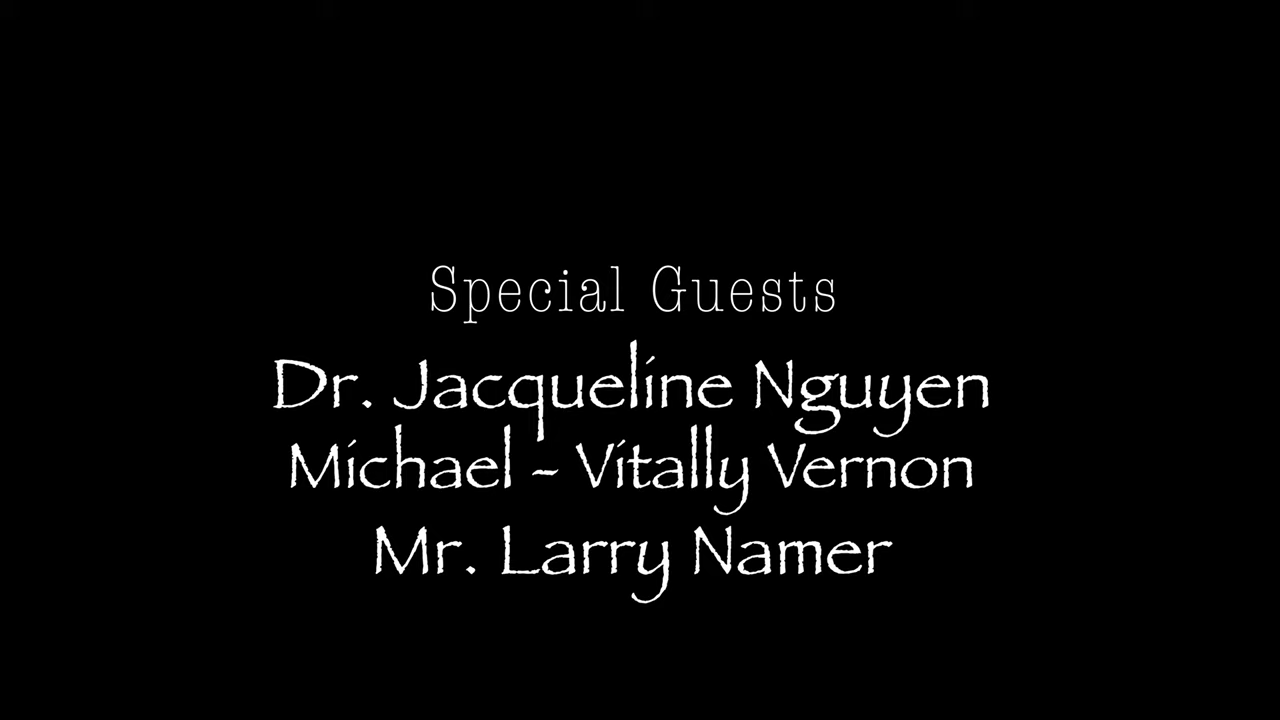 Special Guests
Dr. Jacqueline Nguyen
Michael - Vitally Vernon
Mr. Larry Namer